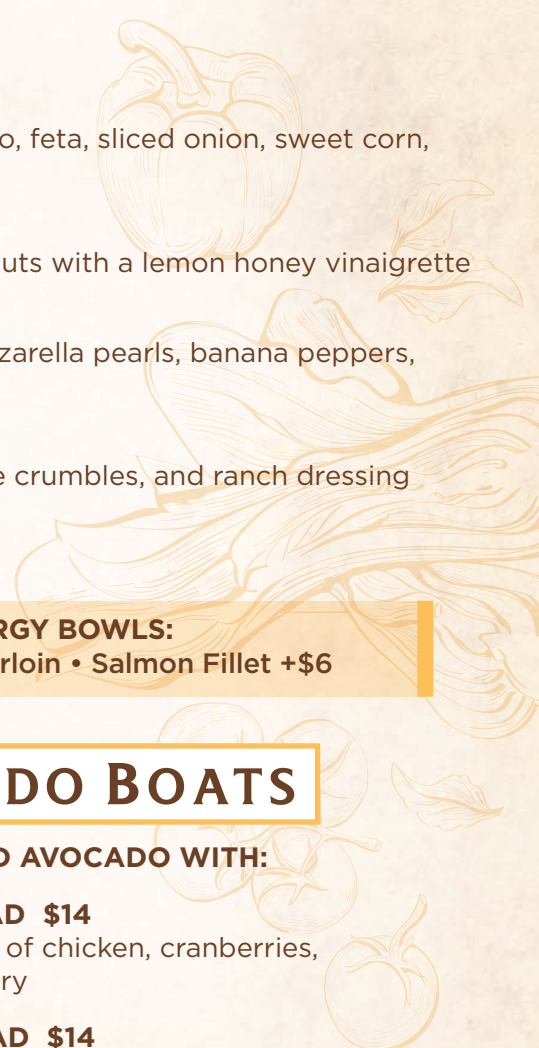 o, feta, sliced onion, sweet corn,
uts with a lemon honey vinaigrette
zarella pearls, banana peppers,
e crumbles, and ranch dressing
RGY BOWLS:
rloin • Salmon Fillet +$6
DO BOATS
D AVOCADO WITH:
AD $14
of chicken, cranberries,
ry
AD $14